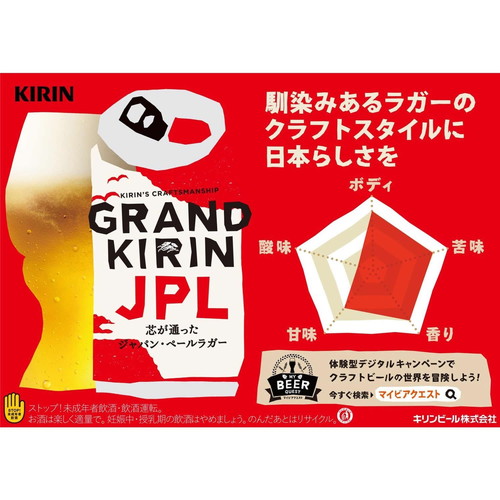 KIRIN
KIRIN'S CRAFTSMANSHIP
GRAND
KIRIN
JPL
芯が通った
ジャパン・ペールラガー
馴染みあるラガーの
クラフトスタイルに
日本らしさを
ボディ
酸味
苦味
甘味
香り
MY
BEER
QUEST
体験型デジタルキャンペーンで
クラフトビールの世界を冒険しよう!
今すぐ検索 マイビアクエスト
STOP!
ストップ!未成年者飲酒・飲酒運転。
お酒は楽しく適量で。妊娠中・授乳期の飲酒はやめましょう。のんだあとはリサイクル。
キリンビール株式会社